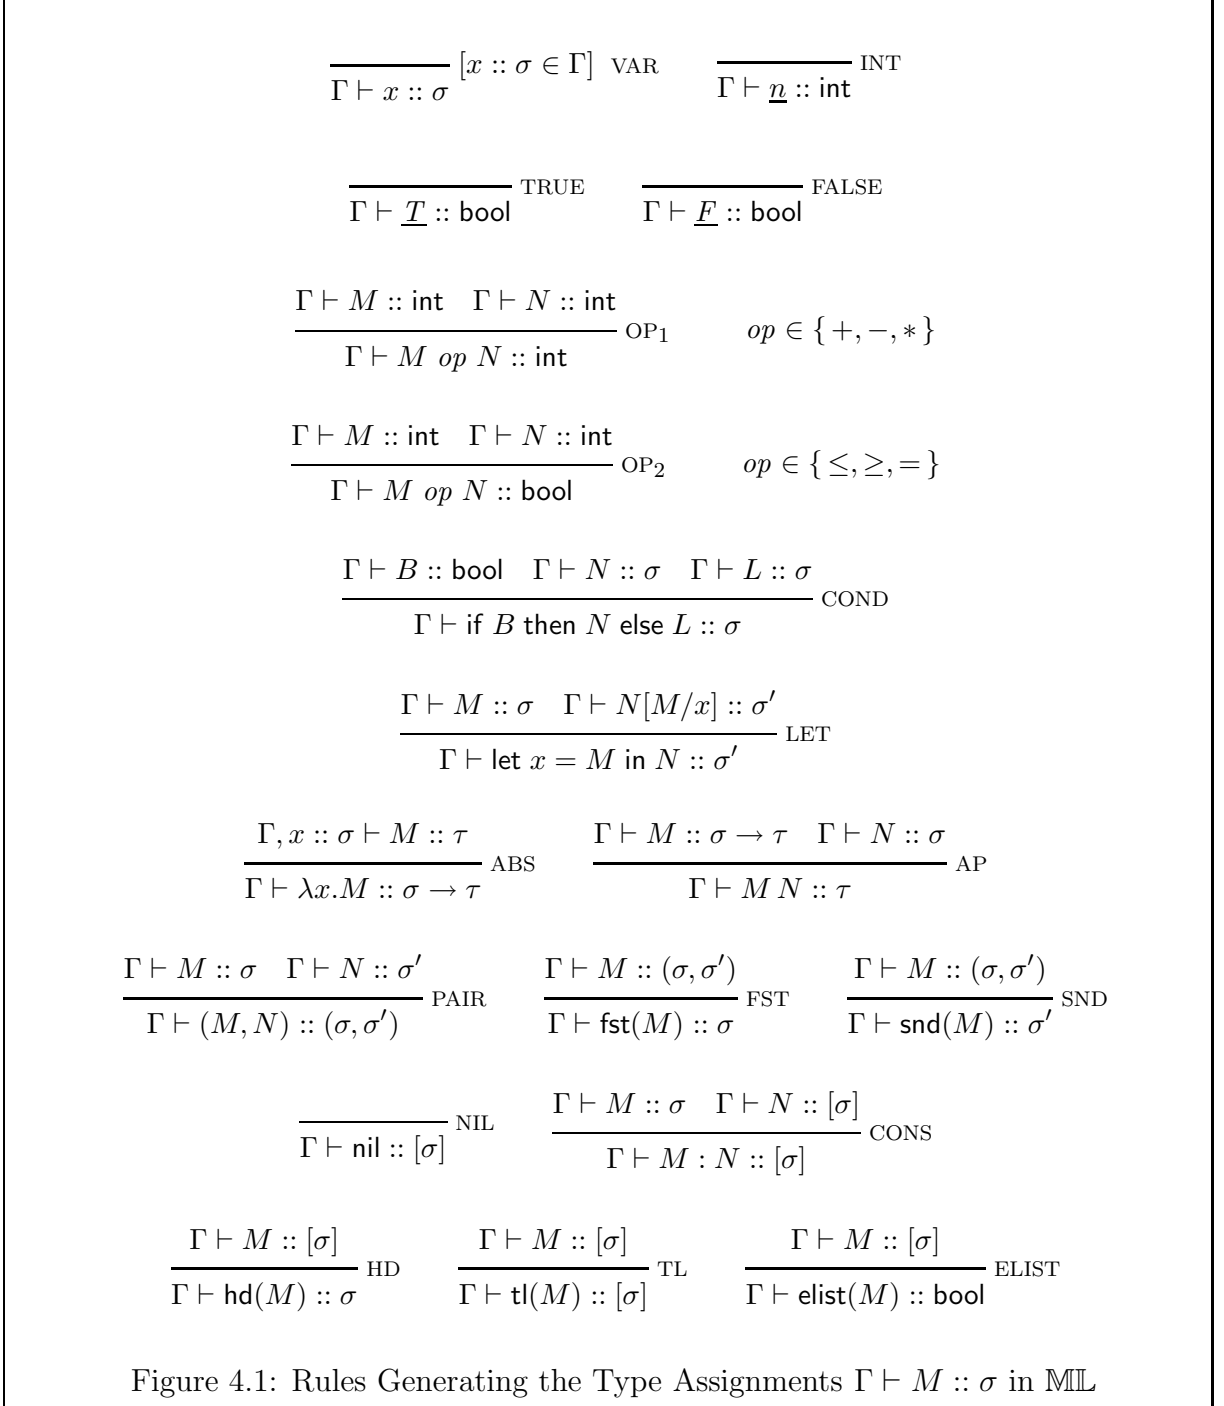 Γ ⊢ x :: σ [x :: σ ∈ Γ] VAR    Γ ⊢ n :: int INT
Γ ⊢ T :: bool TRUE    Γ ⊢ F :: bool FALSE
Γ ⊢ M :: int  Γ ⊢ N :: int
OP₁    op ∈ { +, −, ∗ }
Γ ⊢ M op N :: int
Γ ⊢ M :: int  Γ ⊢ N :: int
OP₂    op ∈ { ≤, ≥, = }
Γ ⊢ M op N :: bool
Γ ⊢ B :: bool  Γ ⊢ N :: σ  Γ ⊢ L :: σ
COND
Γ ⊢ if B then N else L :: σ
Γ ⊢ M :: σ  Γ ⊢ N[M/x] :: σ′
LET
Γ ⊢ let x = M in N :: σ′
Γ, x :: σ ⊢ M :: τ    Γ ⊢ M :: σ → τ  Γ ⊢ N :: σ
ABS    AP
Γ ⊢ λx.M :: σ → τ    Γ ⊢ M N :: τ
Γ ⊢ M :: σ  Γ ⊢ N :: σ′    Γ ⊢ M :: (σ, σ′)    Γ ⊢ M :: (σ, σ′)
PAIR    FST    SND
Γ ⊢ (M, N) :: (σ, σ′)    Γ ⊢ fst(M) :: σ    Γ ⊢ snd(M) :: σ′
Γ ⊢ M :: σ  Γ ⊢ N :: [σ]
NIL    CONS
Γ ⊢ nil :: [σ]    Γ ⊢ M : N :: [σ]
Γ ⊢ M :: [σ]    Γ ⊢ M :: [σ]    Γ ⊢ M :: [σ]
HD    TL    ELIST
Γ ⊢ hd(M) :: σ    Γ ⊢ tl(M) :: [σ]    Γ ⊢ elist(M) :: bool
Figure 4.1: Rules Generating the Type Assignments Γ ⊢ M :: σ in 𝕄𝕃